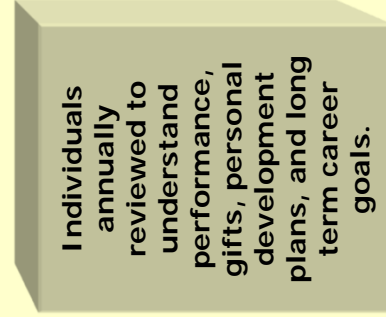 Individuals
annually
reviewed to
understand
performance,
gifts, personal
development
plans, and long
term career
goals.